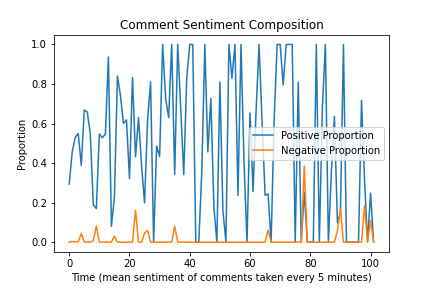 Comment Sentiment Composition
1.0
0.8
0.6
0.4
0.2
0.0
Proportion
Positive Proportion
Negative Proportion
0 20 40 60 80 100
Time (mean sentiment of comments taken every 5 minutes)